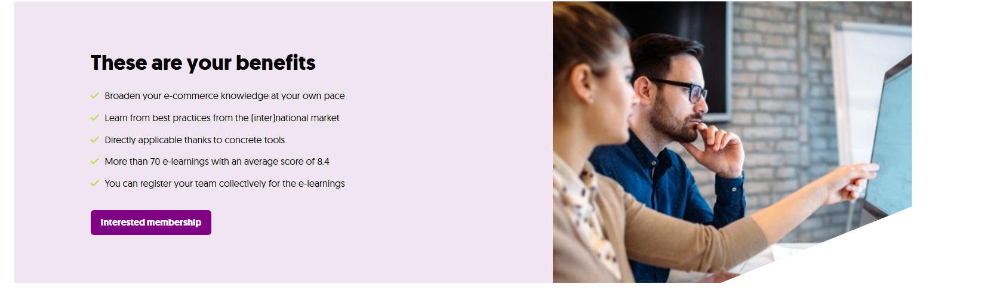 These are your benefits
Broaden your e-commerce knowledge at your own pace
Learn from best practices from the (inter)national market
Directly applicable thanks to concrete tools
More than 70 e-learnings with an average score of 8.4
You can register your team collectively for the e-learnings
Interested membership